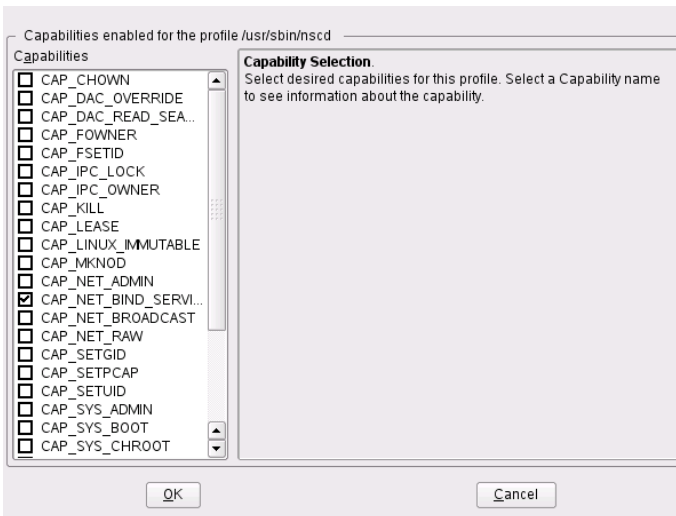 Capabilities enabled for the profile /usr/sbin/nscd
Capabilities
CAP_CHOWN
CAP_DAC_OVERRIDE
CAP_DAC_READ_SEA...
CAP_FOWNER
CAP_FSETID
CAP_IPC_LOCK
CAP_IPC_OWNER
CAP_KILL
CAP_LEASE
CAP_LINUX_IMMUTABLE
CAP_MKNOD
CAP_NET_ADMIN
CAP_NET_BIND_SERVI...
CAP_NET_BROADCAST
CAP_NET_RAW
CAP_SETGID
CAP_SETPCAP
CAP_SETUID
CAP_SYS_ADMIN
CAP_SYS_BOOT
CAP_SYS_CHROOT
Capability Selection.
Select desired capabilities for this profile. Select a Capability name
to see information about the capability.
OK
Cancel